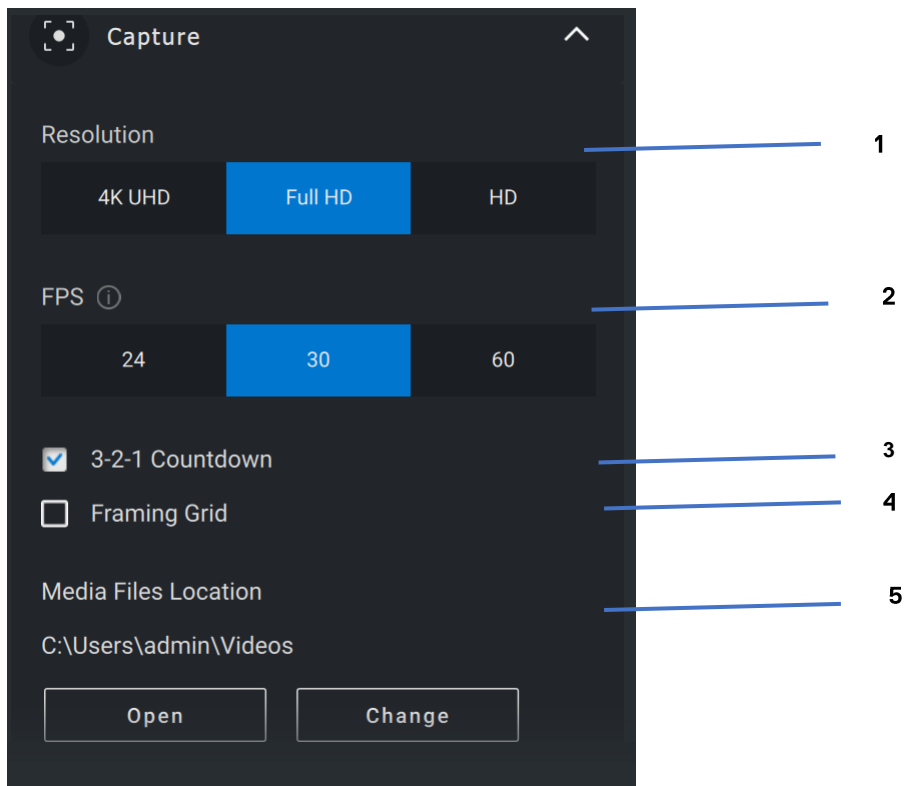 Capture
Resolution
1
4K UHD Full HD HD
FPS
2
24 30 60
3-2-1 Countdown
3
Framing Grid
4
Media Files Location
5
C:\Users\admin\Videos
Open Change